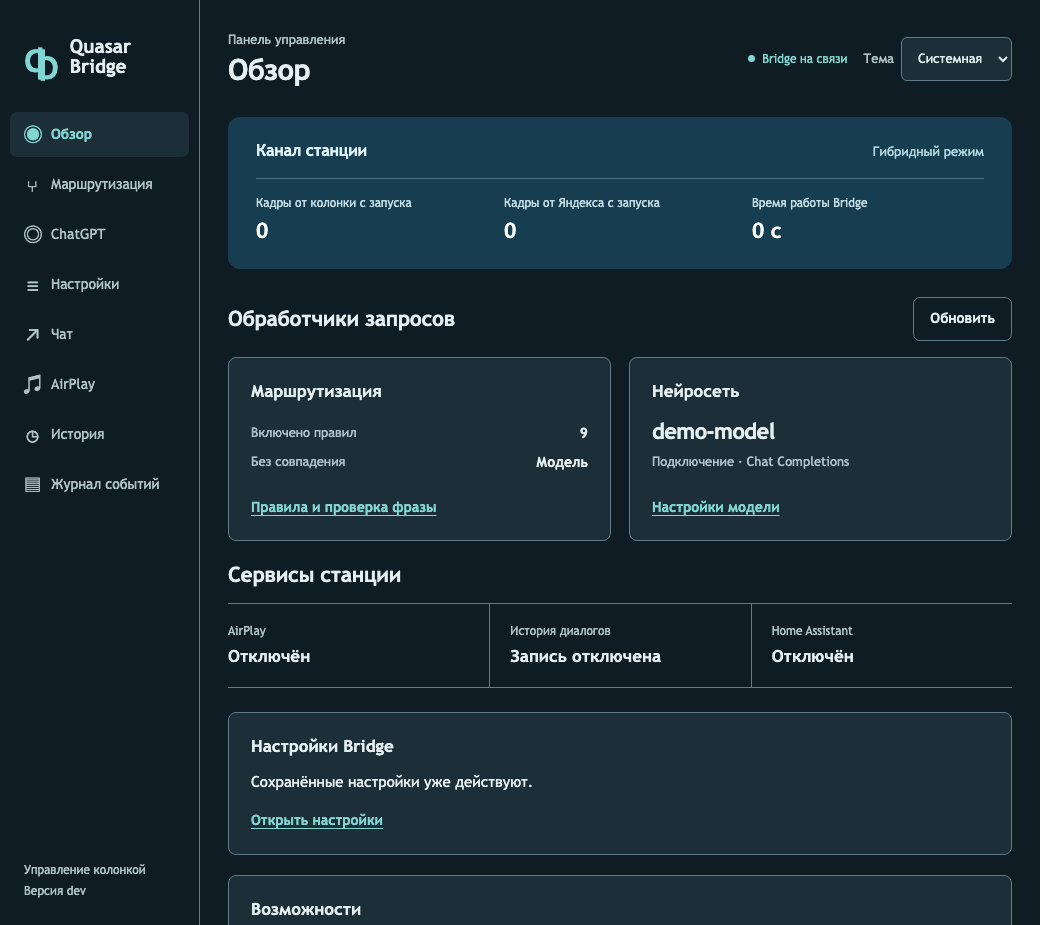 Quasar
Bridge
Обзор
Маршрутизация
ChatGPT
Настройки
Чат
AirPlay
История
Журнал событий
Управление колонкой
Версия dev
Панель управления
Обзор
Bridge на связи
Тема
Системная
Канал станции
Гибридный режим
Кадры от колонки с запуска
0
Кадры от Яндекса с запуска
0
Время работы Bridge
0 с
Обработчики запросов
Обновить
Маршрутизация
Включено правил
9
Без совпадения
Модель
Правила и проверка фразы
Нейросеть
demo-model
Подключение · Chat Completions
Настройки модели
Сервисы станции
AirPlay
Отключён
История диалогов
Запись отключена
Home Assistant
Отключён
Настройки Bridge
Сохранённые настройки уже действуют.
Открыть настройки
Возможности